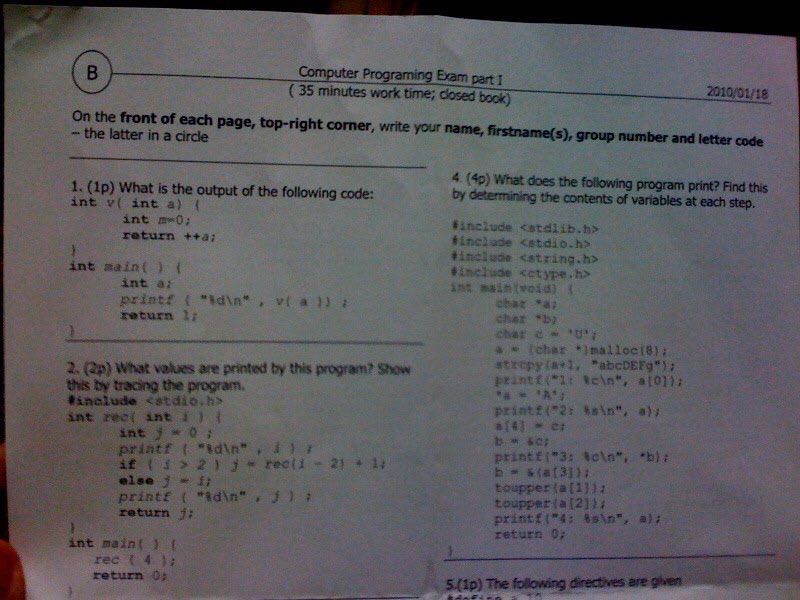 B
Computer Programing Exam part I
( 35 minutes work time; closed book)
2010/01/18
On the front of each page, top-right corner, write your name, firstname(s), group number and letter code
– the latter in a circle
1. (1p) What is the output of the following code:
int v( int a) {
int m=0;
return ++a;
}
int main( ) {
int a;
printf ( "%d\n" , v( a )) ;
return 1;
}
2. (2p) What values are printed by this program? Show
this by tracing the program.
#include <stdio.h>
int rec( int i ) {
int j = 0 ;
printf ( "%d\n" , i ) ;
if ( i > 2 ) j = rec(i - 2) + 1;
else j = i;
printf ( "%d\n" , j ) ;
return j;
}
int main( ) {
rec ( 4 );
return 0;
}
4. (4p) What does the following program print? Find this
by determining the contents of variables at each step.
#include <stdlib.h>
#include <stdio.h>
#include <string.h>
#include <ctype.h>
int main(void) {
char *a;
char *b;
char c = 'U';
a = (char *)malloc(8);
strcpy(a+1, "abcDEFg");
printf("1: %c\n", a[0]);
*a = 'A';
printf("2: %s\n", a);
a[4] = c;
b = &c;
printf("3: %c\n", *b);
b = &(a[3]);
toupper(a[1]);
toupper(a[2]);
printf("4: %s\n", a);
return 0;
}
5.(1p) The following directives are given